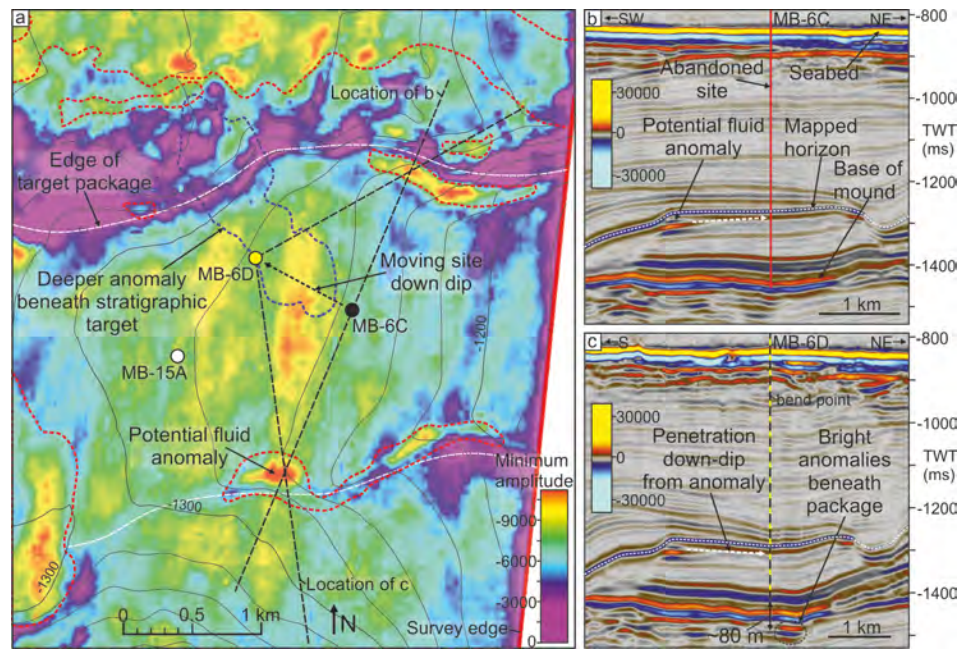 a
Location of b
Edge of
target package
Deeper anomaly
beneath stratigraphic
target
MB-6D
Moving site
down dip
MB-6C
-1200
MB-15A
Potential fluid
anomaly
Minimum
amplitude
-9000
-6000
-3000
0
-1300
-1300
Location of c
0 0.5 1 km
N
Survey edge
b
SW
MB-6C
NE
-800
30000
0
-30000
Abandoned
site
Seabed
Potential fluid
anomaly
Mapped
horizon
Base of
mound
-1000
TWT
(ms)
-1200
-1400
1 km
c
S
MB-6D
NE
-800
bend point
30000
0
-30000
Penetration
down-dip
from anomaly
Bright
anomalies
beneath
package
-1000
TWT
(ms)
-1200
-1400
~80 m
1 km